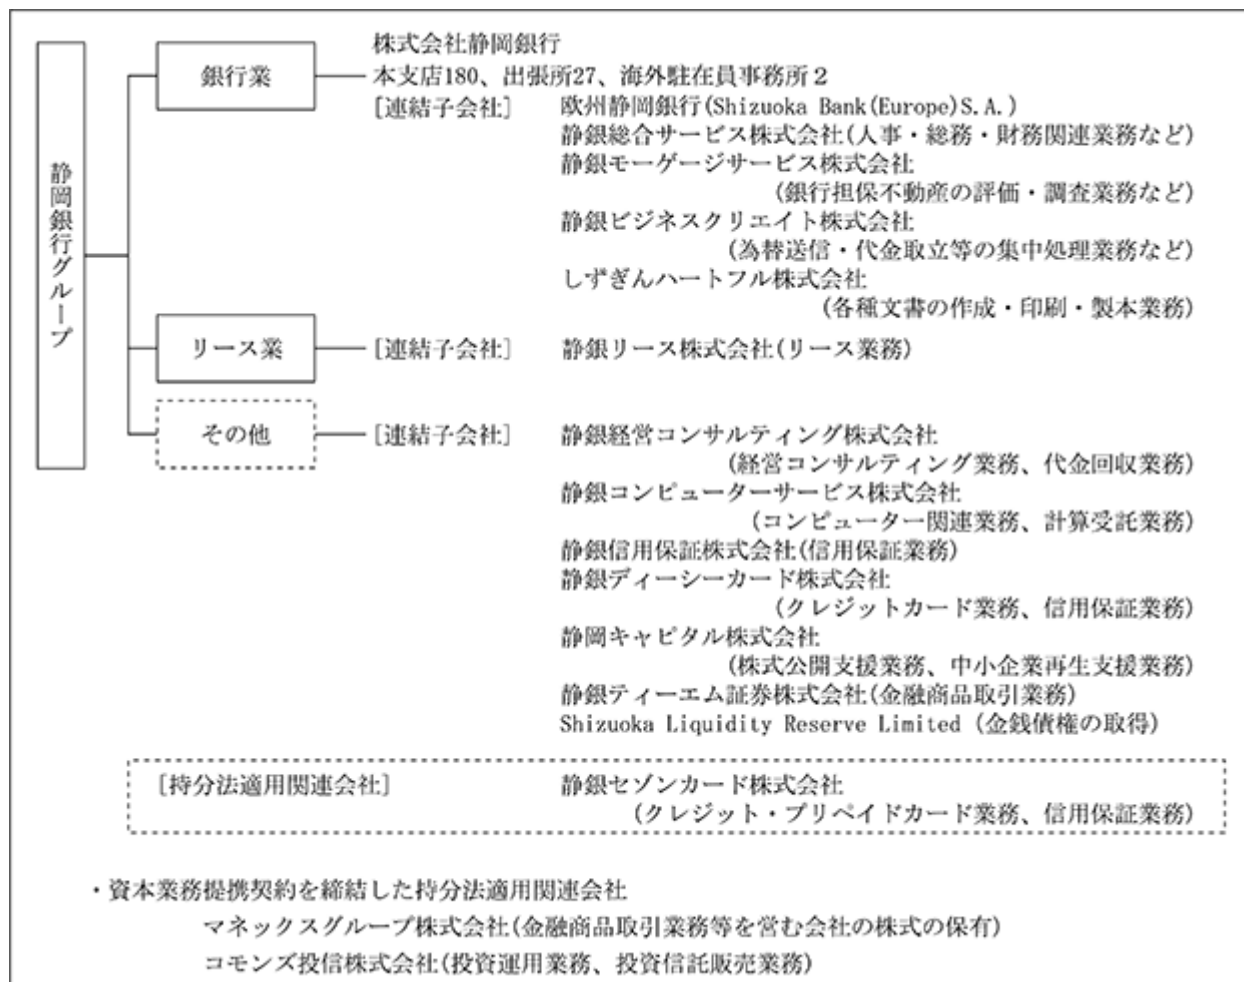 静岡銀行グループ
銀行業
株式会社静岡銀行
本支店180、出張所27、海外駐在員事務所2
[連結子会社] 欧州静岡銀行(Shizuoka Bank(Europe)S.A.)
静銀総合サービス株式会社(人事・総務・財務関連業務など)
静銀モーゲージサービス株式会社
(銀行担保不動産の評価・調査業務など)
静銀ビジネスクリエイト株式会社
(為替送信・代金取立等の集中処理業務など)
しずぎんハートフル株式会社
(各種文書の作成・印刷・製本業務)
リース業 [連結子会社] 静銀リース株式会社(リース業務)
その他 [連結子会社] 静銀経営コンサルティング株式会社
(経営コンサルティング業務、代金回収業務)
静銀コンピューターサービス株式会社
(コンピューター関連業務、計算受託業務)
静銀信用保証株式会社(信用保証業務)
静銀ディーシーカード株式会社
(クレジットカード業務、信用保証業務)
静岡キャピタル株式会社
(株式公開支援業務、中小企業再生支援業務)
静銀ティーエム証券株式会社(金融商品取引業務)
Shizuoka Liquidity Reserve Limited (金銭債権の取得)
[持分法適用関連会社] 静銀セゾンカード株式会社
(クレジット・プリペイドカード業務、信用保証業務)
・資本業務提携契約を締結した持分法適用関連会社
マネックスグループ株式会社(金融商品取引業務等を営む会社の株式の保有)
コモンズ投信株式会社(投資運用業務、投資信託販売業務)